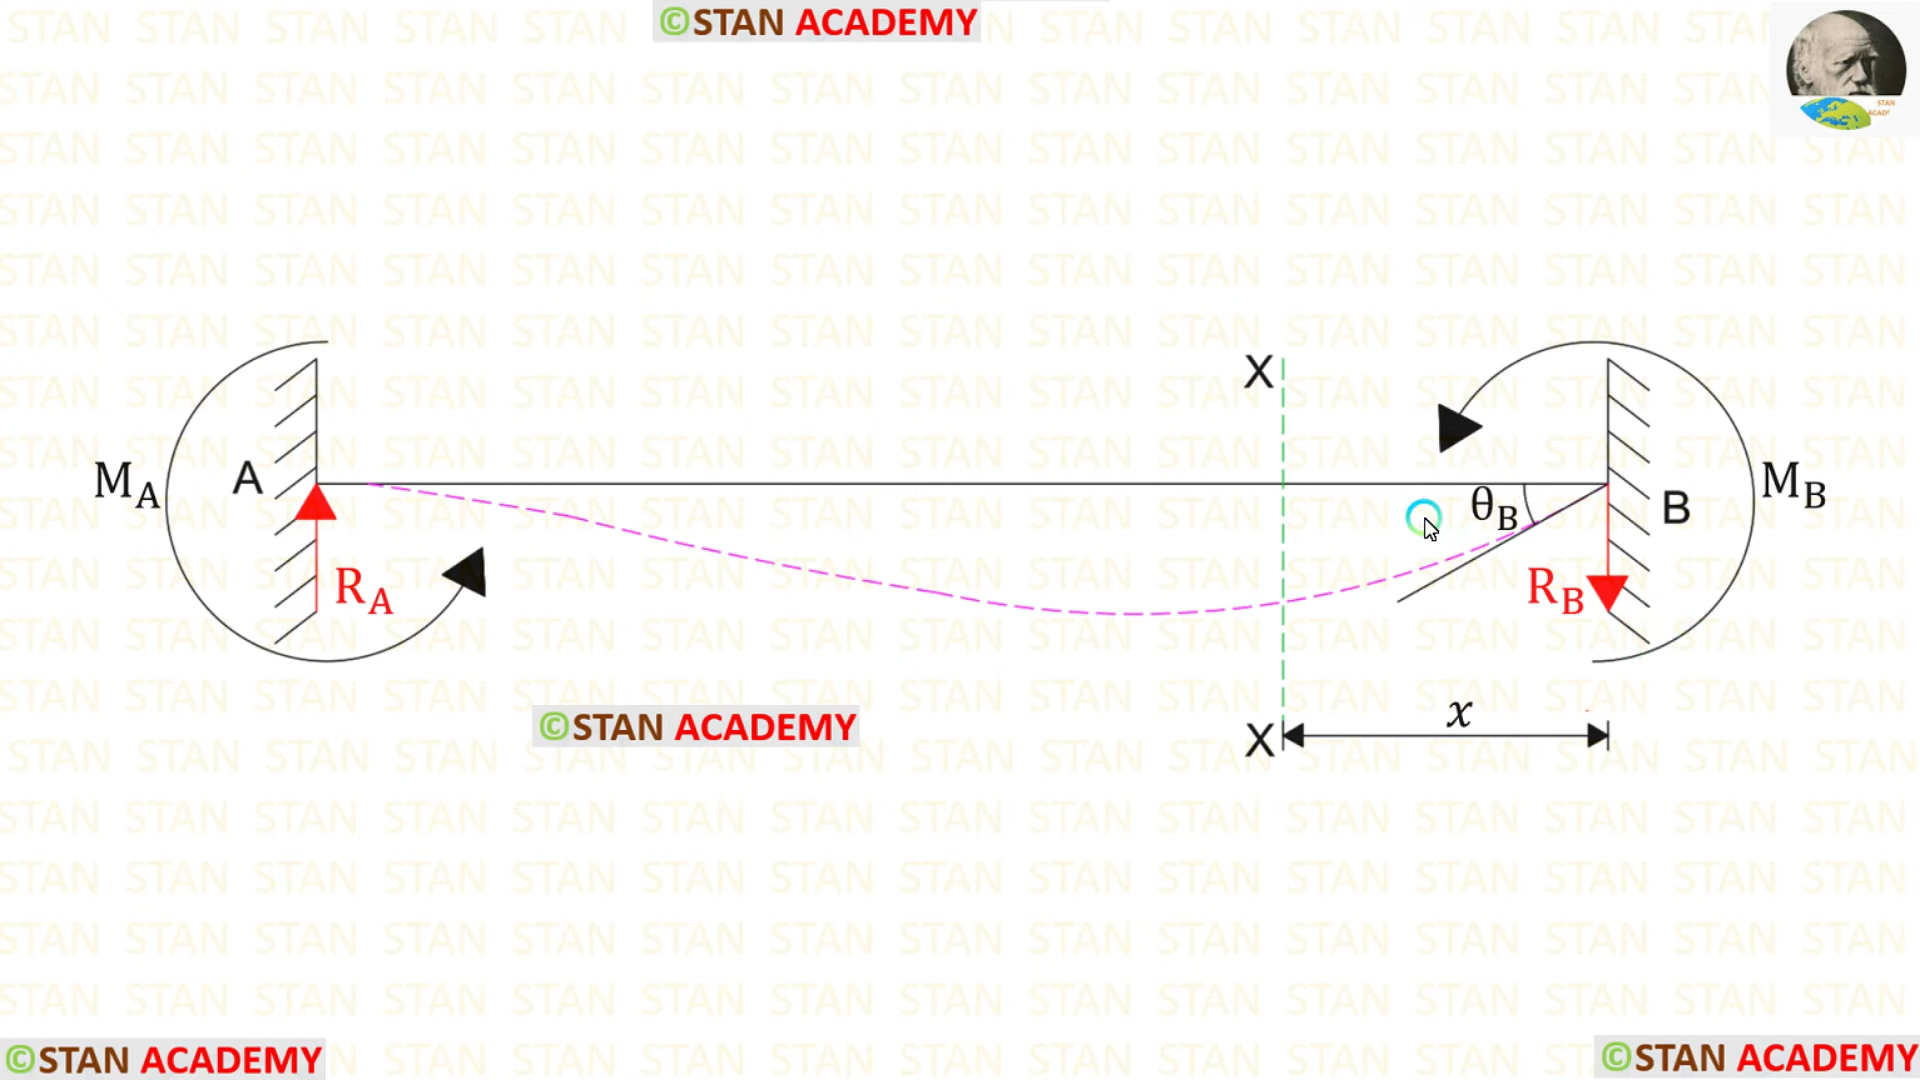 ©STAN ACADEMY
X
M_A
A
θ_B
B
M_B
R_A
R_B
x
©STAN ACADEMY
X
©STAN ACADEMY
©STAN ACADEMY